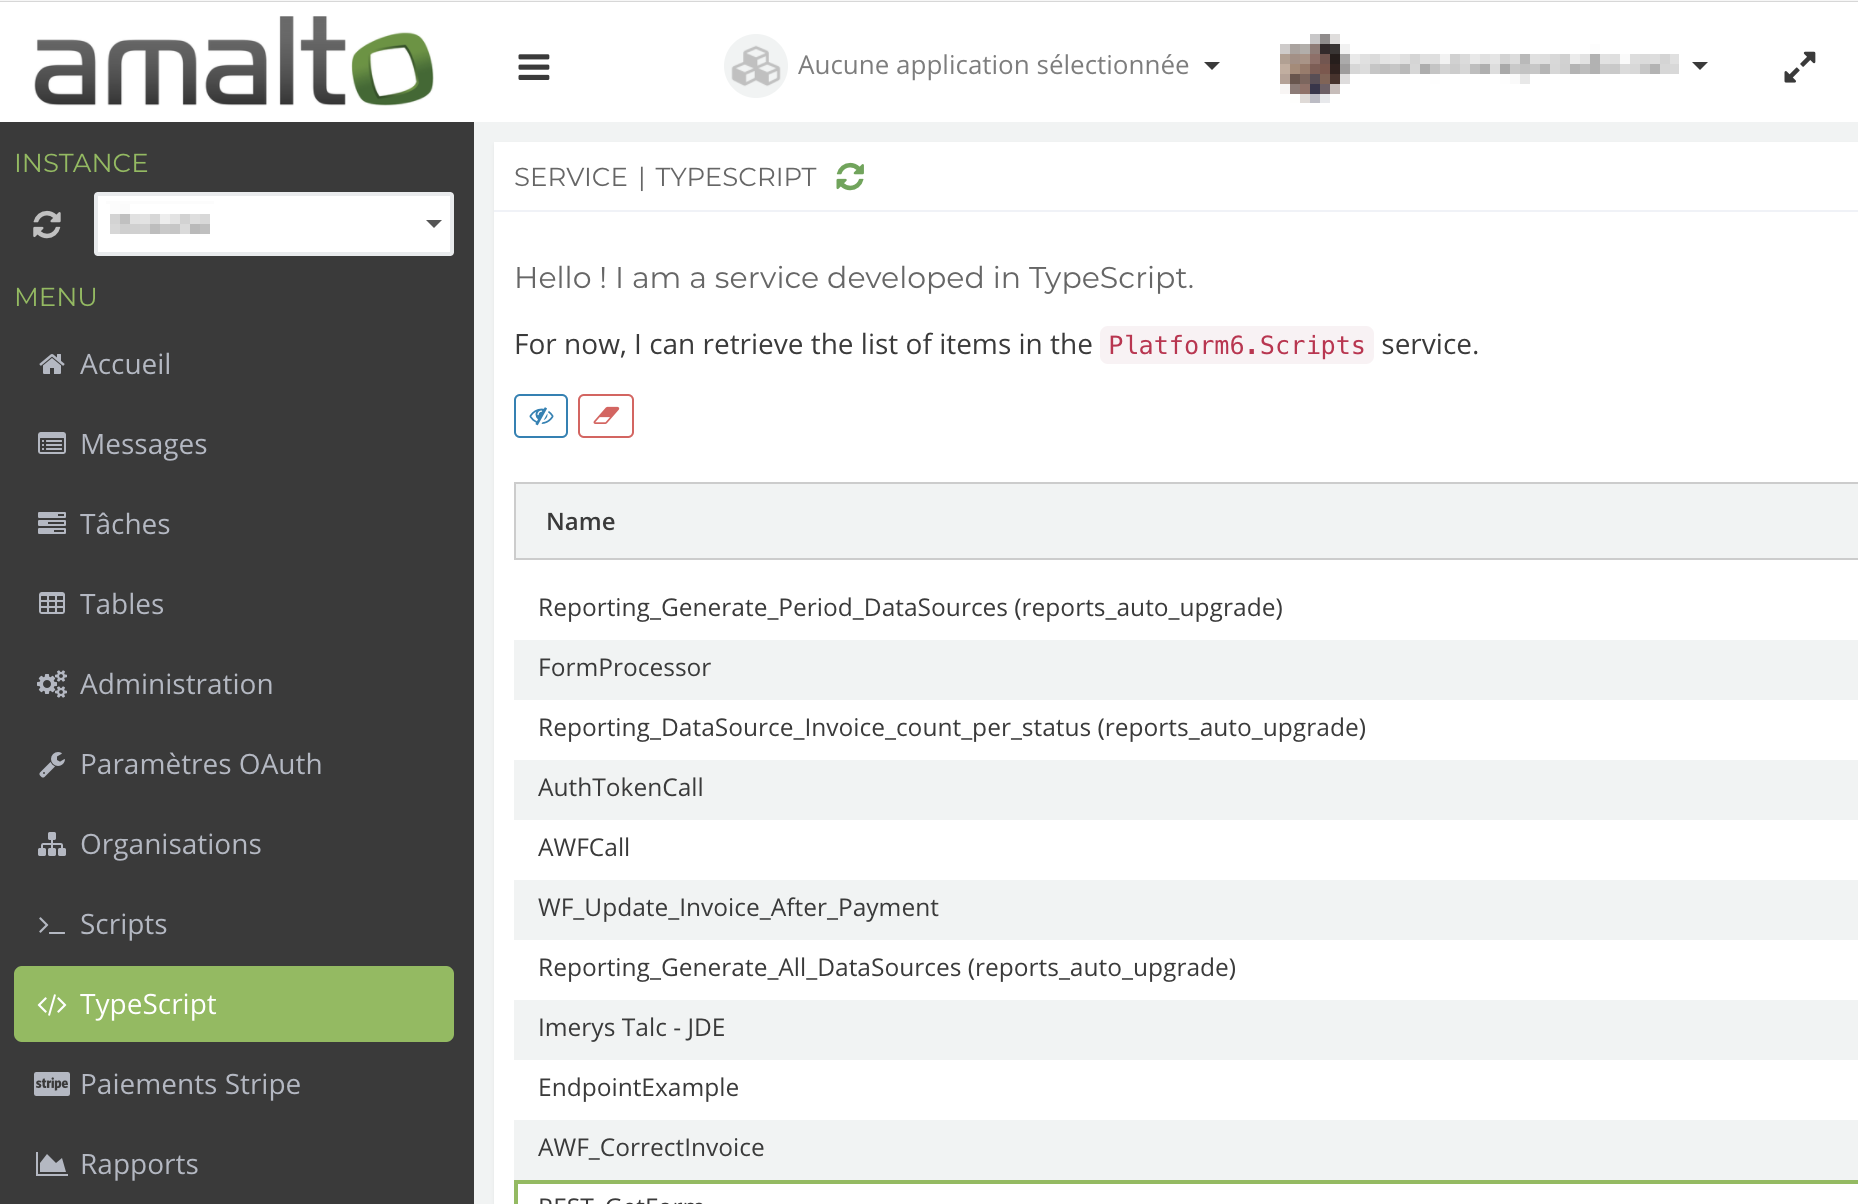 amalto
Aucune application sélectionnée
INSTANCE
MENU
Accueil
Messages
Tâches
Tables
Administration
Paramètres OAuth
Organisations
Scripts
TypeScript
stripe Paiements Stripe
Rapports
SERVICE | TYPESCRIPT
Hello ! I am a service developed in TypeScript.
For now, I can retrieve the list of items in the Platform6.Scripts service.
Name
Reporting_Generate_Period_DataSources (reports_auto_upgrade)
FormProcessor
Reporting_DataSource_Invoice_count_per_status (reports_auto_upgrade)
AuthTokenCall
AWFCall
WF_Update_Invoice_After_Payment
Reporting_Generate_All_DataSources (reports_auto_upgrade)
Imerys Talc - JDE
EndpointExample
AWF_CorrectInvoice
REST_GetForm